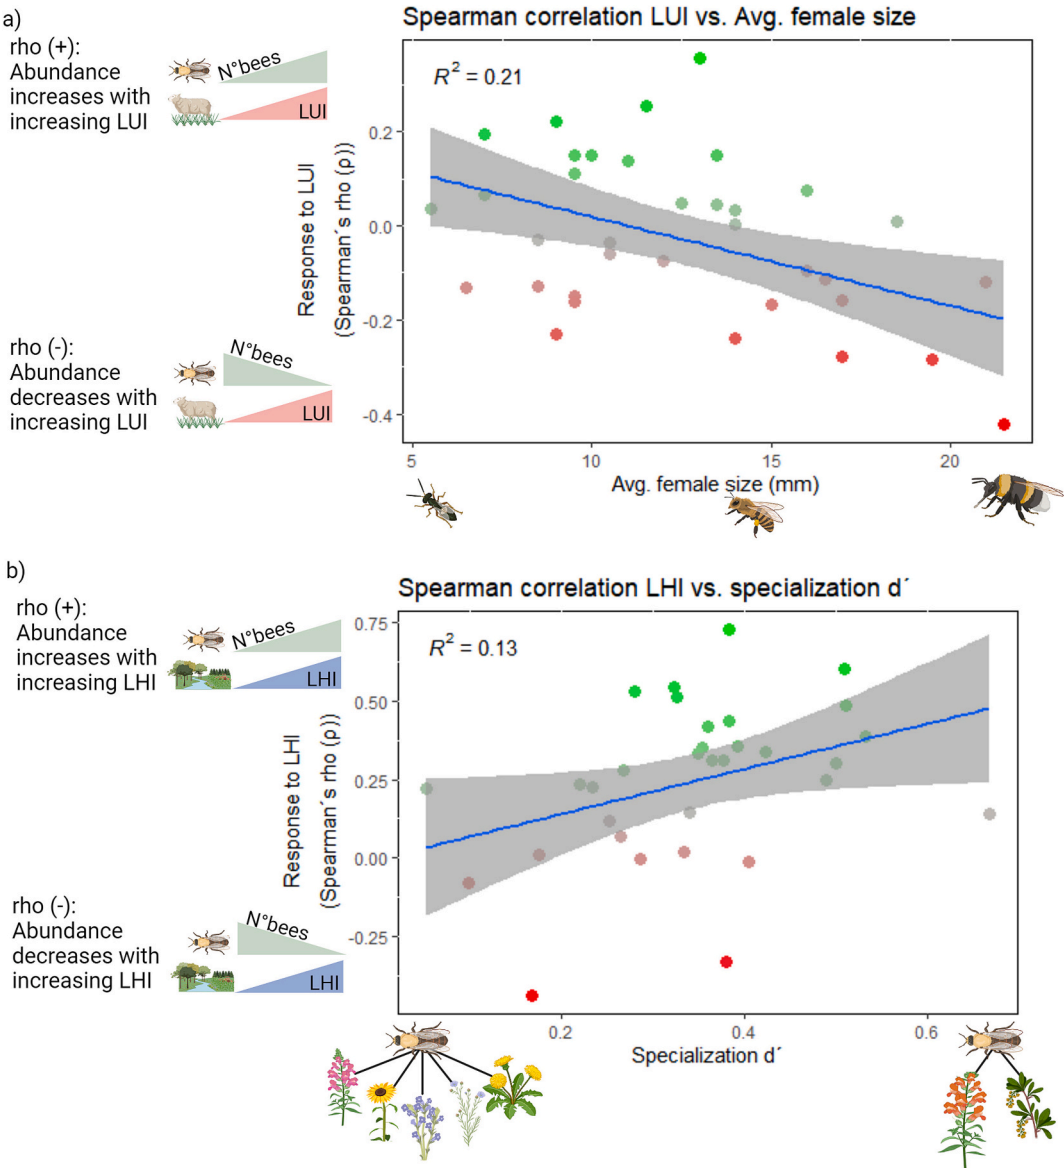 a)
Spearman correlation LUI vs. Avg. female size
rho (+):
Abundance
increases with
increasing LUI
N°bees
LUI
R² = 0.21
Response to LUI
(Spearman´s rho (ρ))
0.2
0.0
-0.2
-0.4
rho (-):
Abundance
decreases with
increasing LUI
N°bees
LUI
5
10
15
20
Avg. female size (mm)
b)
Spearman correlation LHI vs. specialization d´
rho (+):
Abundance
increases with
increasing LHI
N°bees
LHI
R² = 0.13
Response to LHI
(Spearman´s rho (ρ))
0.75
0.50
0.25
0.00
-0.25
rho (-):
Abundance
decreases with
increasing LHI
N°bees
LHI
0.2
0.4
0.6
Specialization d´